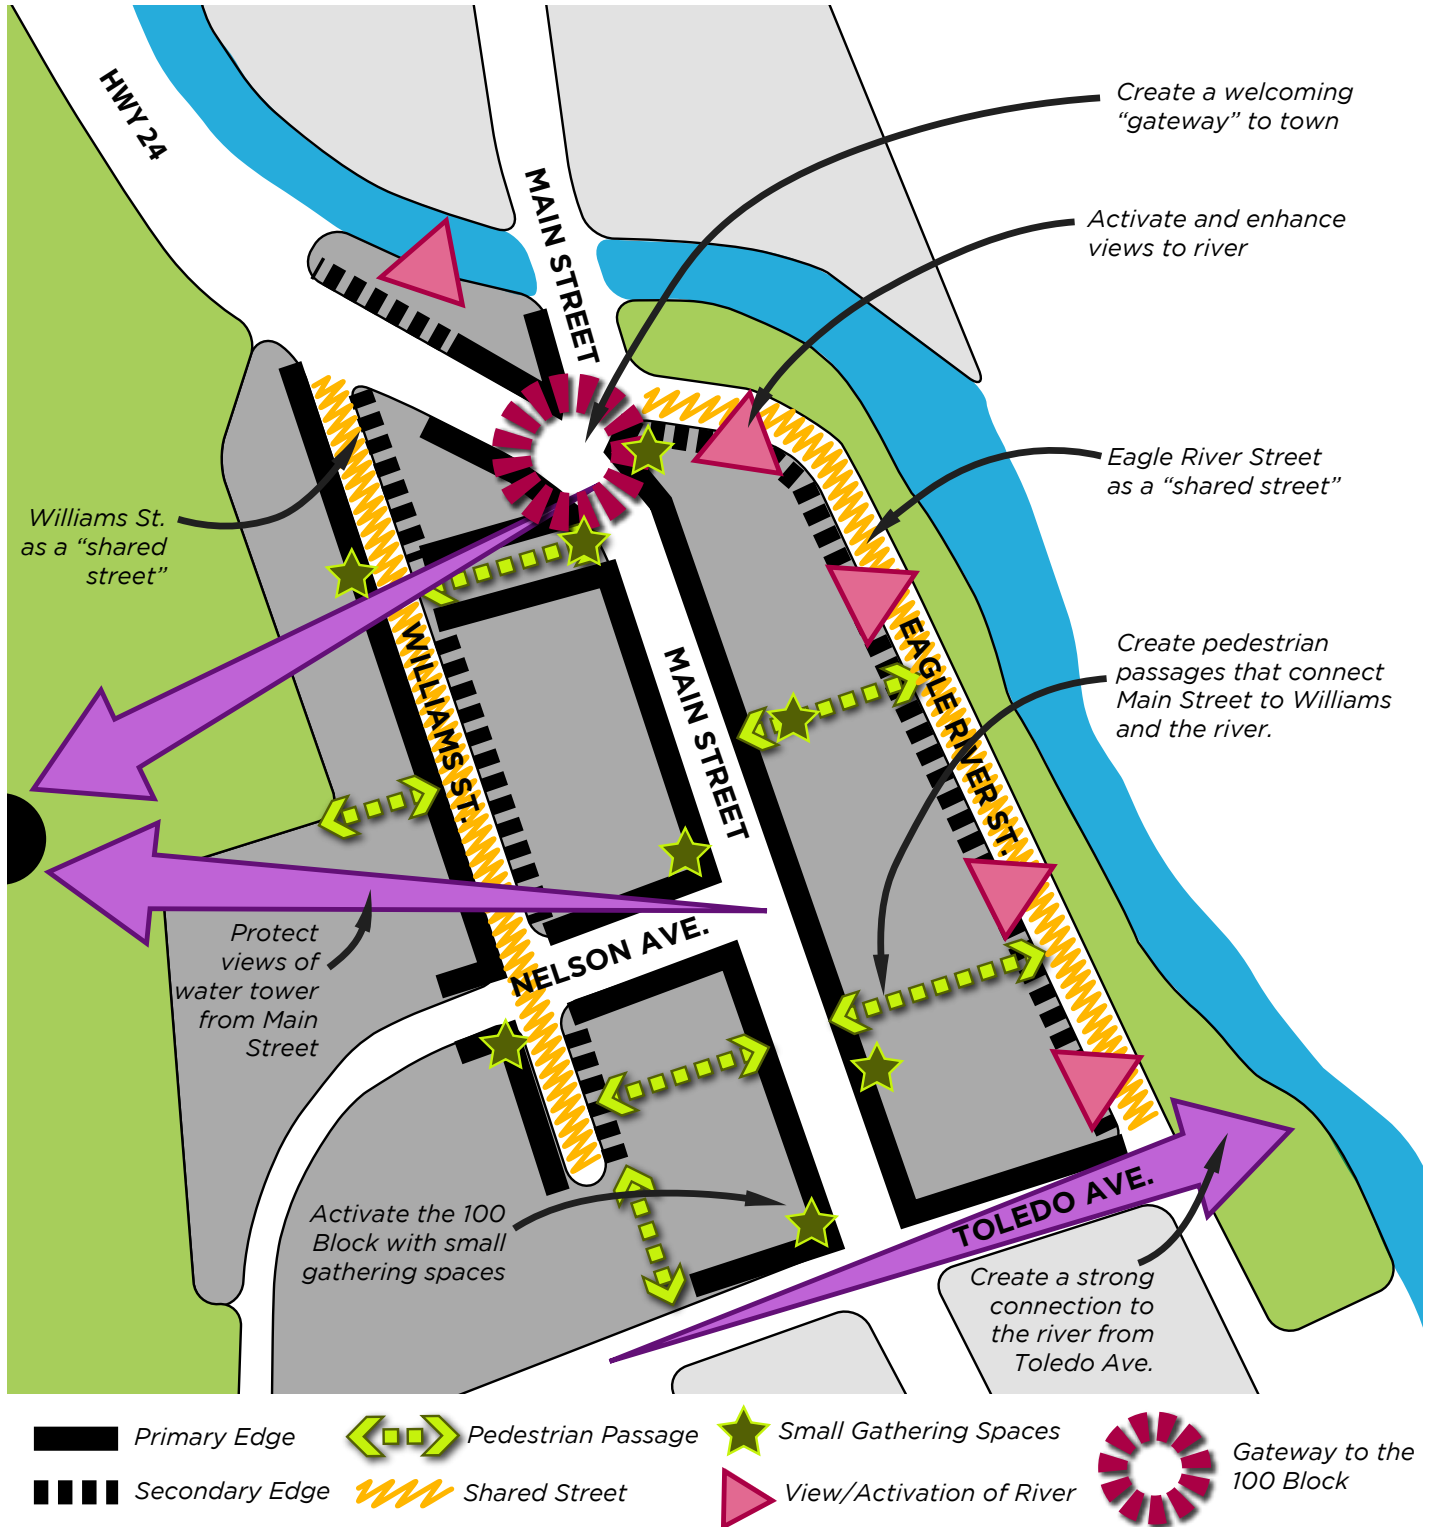 HWY 24
MAIN STREET
Create a welcoming
“gateway” to town
Activate and enhance
views to river
Eagle River Street
as a “shared street”
Williams St.
as a “shared
street”
WILLIAMS ST.
MAIN STREET
EAGLE RIVER ST.
Create pedestrian
passages that connect
Main Street to Williams
and the river.
Protect
views of
water tower
from Main
Street
NELSON AVE.
Activate the 100
Block with small
gathering spaces
TOLEDO AVE.
Create a strong
connection to
the river from
Toledo Ave.
Primary Edge
Pedestrian Passage
Small Gathering Spaces
Gateway to the
100 Block
Secondary Edge
Shared Street
View/Activation of River